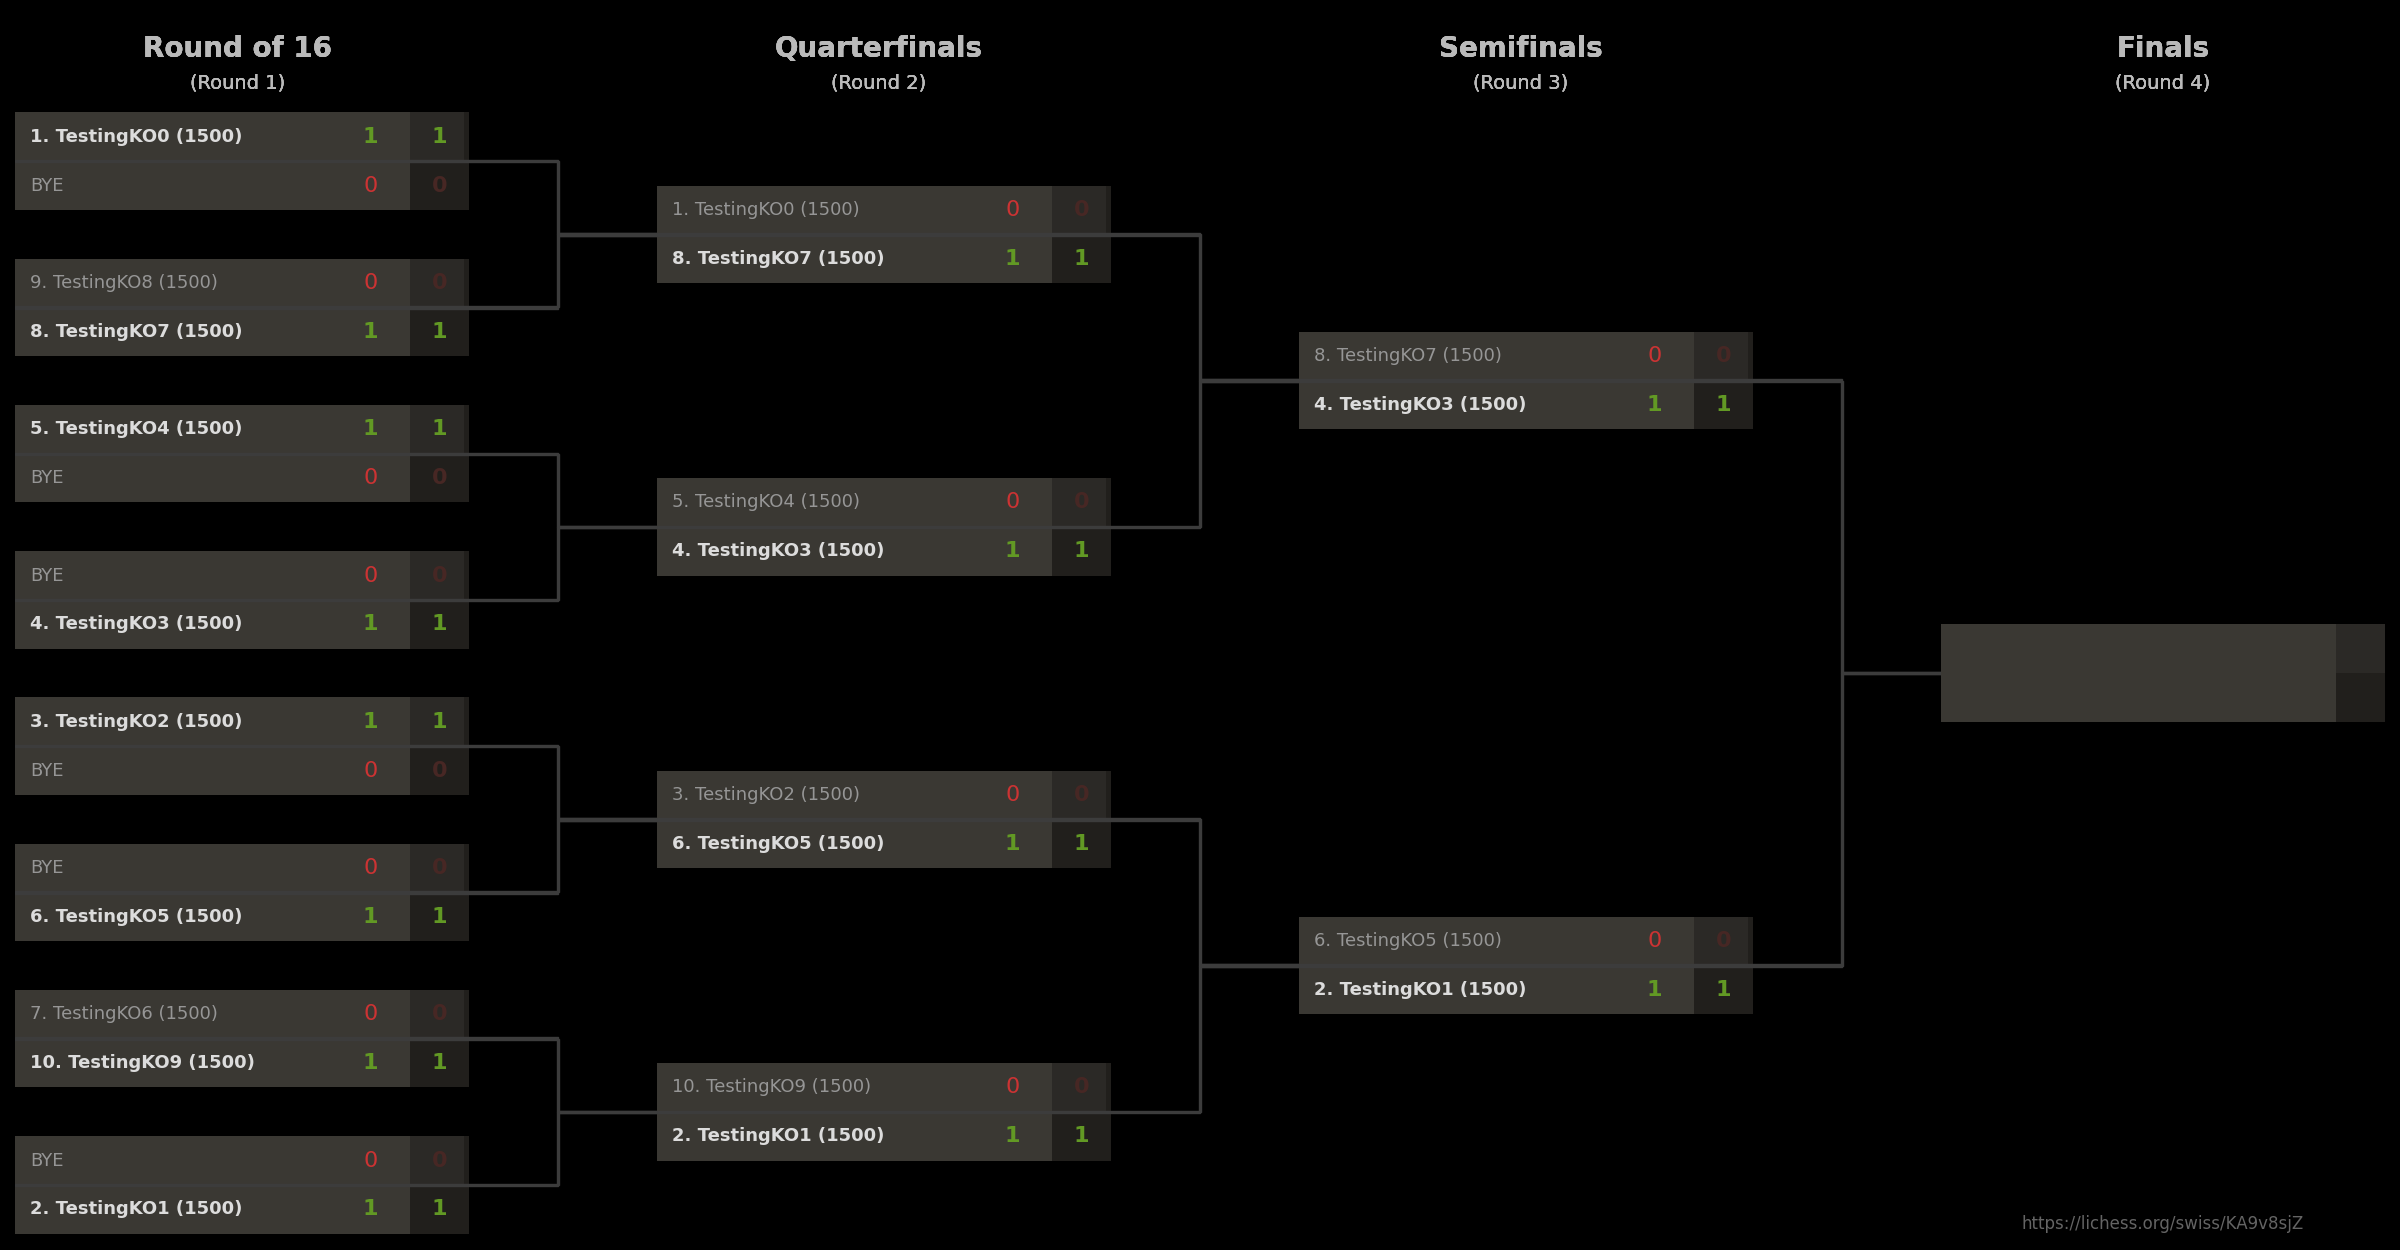 Round of 16
(Round 1)
1. TestingKO0 (1500) 1 1
BYE 0 0
9. TestingKO8 (1500) 0 0
8. TestingKO7 (1500) 1 1
5. TestingKO4 (1500) 1 1
BYE 0 0
BYE 0 0
4. TestingKO3 (1500) 1 1
3. TestingKO2 (1500) 1 1
BYE 0 0
BYE 0 0
6. TestingKO5 (1500) 1 1
7. TestingKO6 (1500) 0 0
10. TestingKO9 (1500) 1 1
BYE 0 0
2. TestingKO1 (1500) 1 1
Quarterfinals
(Round 2)
1. TestingKO0 (1500) 0 0
8. TestingKO7 (1500) 1 1
5. TestingKO4 (1500) 0 0
4. TestingKO3 (1500) 1 1
3. TestingKO2 (1500) 0 0
6. TestingKO5 (1500) 1 1
10. TestingKO9 (1500) 0 0
2. TestingKO1 (1500) 1 1
Semifinals
(Round 3)
8. TestingKO7 (1500) 0 0
4. TestingKO3 (1500) 1 1
6. TestingKO5 (1500) 0 0
2. TestingKO1 (1500) 1 1
Finals
(Round 4)
https://lichess.org/swiss/KA9v8sjZ